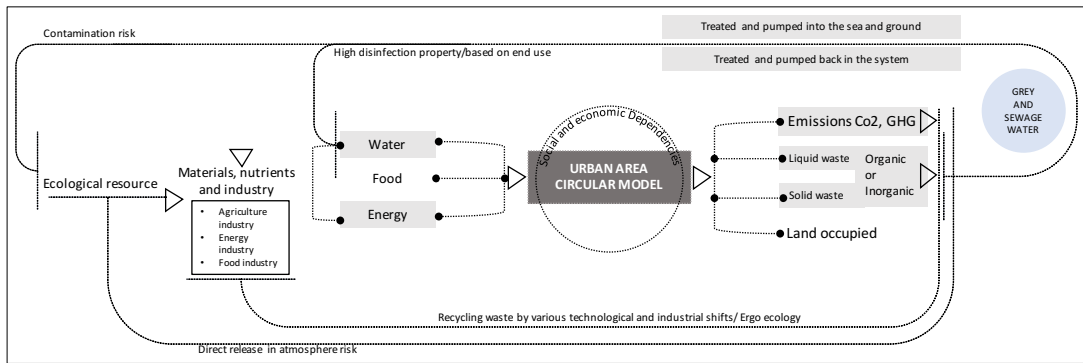 Contamination risk
Treated and pumped into the sea and ground
High disinfection property/based on end use
Treated and pumped back in the system
GREY
AND
SEWAGE
WATER
Ecological resource
Materials, nutrients
and industry
• Agriculture
industry
• Energy
industry
• Food industry
Water
Food
Energy
Social and economic Dependencies
URBAN AREA
CIRCULAR MODEL
Emissions Co2, GHG
Liquid waste
Solid waste
Organic
or
Inorganic
Land occupied
Recycling waste by various technological and industrial shifts/ Ergo ecology
Direct release in atmosphere risk